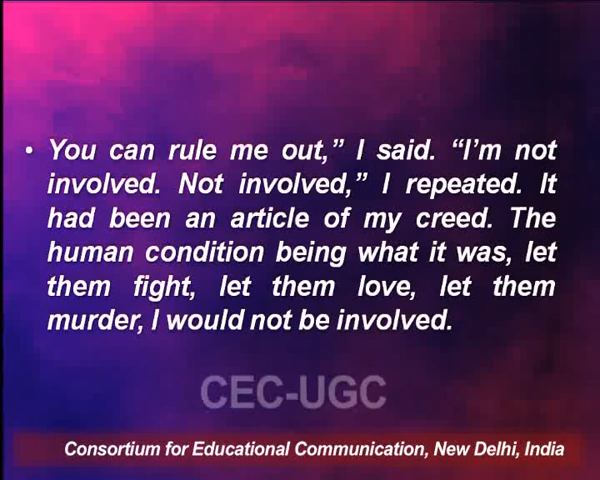 • You can rule me out,” I said. “I’m not
involved. Not involved,” I repeated. It
had been an article of my creed. The
human condition being what it was, let
them fight, let them love, let them
murder, I would not be involved.
CEC-UGC
Consortium for Educational Communication, New Delhi, India